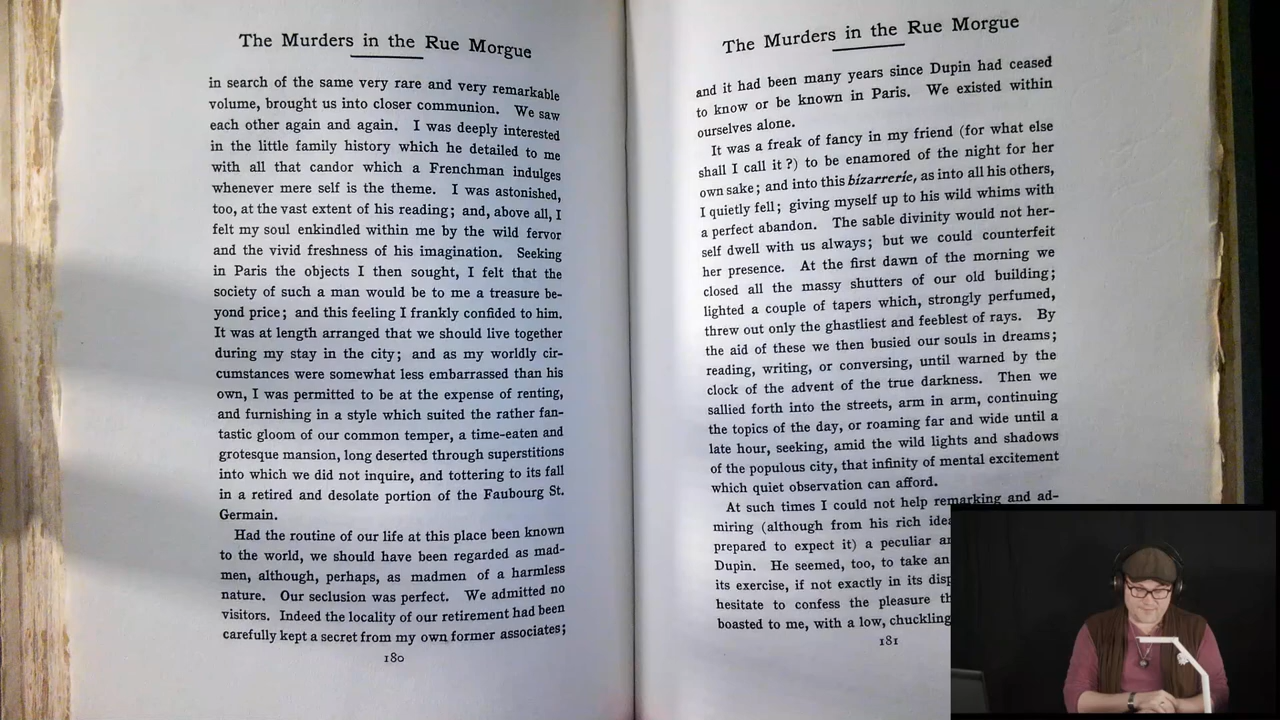 The Murders in the Rue Morgue
in search of the same very rare and very remarkable
volume, brought us into closer communion. We saw
each other again and again. I was deeply interested
in the little family history which he detailed to me
with all that candor which a Frenchman indulges
whenever mere self is the theme. I was astonished,
too, at the vast extent of his reading; and, above all, I
felt my soul enkindled within me by the wild fervor
and the vivid freshness of his imagination. Seeking
in Paris the objects I then sought, I felt that the
society of such a man would be to me a treasure be-
yond price; and this feeling I frankly confided to him.
It was at length arranged that we should live together
during my stay in the city; and as my worldly cir-
cumstances were somewhat less embarrassed than his
own, I was permitted to be at the expense of renting,
and furnishing in a style which suited the rather fan-
tastic gloom of our common temper, a time-eaten and
grotesque mansion, long deserted through superstitions
into which we did not inquire, and tottering to its fall
in a retired and desolate portion of the Faubourg St.
Germain.
Had the routine of our life at this place been known
to the world, we should have been regarded as mad-
men, although, perhaps, as madmen of a harmless
nature. Our seclusion was perfect. We admitted no
visitors. Indeed the locality of our retirement had been
carefully kept a secret from my own former associates;
180
The Murders in the Rue Morgue
and it had been many years since Dupin had ceased
to know or be known in Paris. We existed within
ourselves alone.
It was a freak of fancy in my friend (for what else
shall I call it?) to be enamored of the night for her
own sake; and into this bizarrerie, as into all his others,
I quietly fell; giving myself up to his wild whims with
a perfect abandon. The sable divinity would not her-
self dwell with us always; but we could counterfeit
her presence. At the first dawn of the morning we
closed all the massy shutters of our old building;
lighted a couple of tapers which, strongly perfumed,
threw out only the ghastliest and feeblest of rays. By
the aid of these we then busied our souls in dreams;
reading, writing, or conversing, until warned by the
clock of the advent of the true darkness. Then we
sallied forth into the streets, arm in arm, continuing
the topics of the day, or roaming far and wide until a
late hour, seeking, amid the wild lights and shadows
of the populous city, that infinity of mental excitement
which quiet observation can afford.
At such times I could not help remarking and ad-
miring (although from his rich
prepared to expect it) a peculiar
Dupin. He seemed, too, to take
its exercise, if not exactly in its
hesitate to confess the pleasure
boasted to me, with a low, chuckling
181